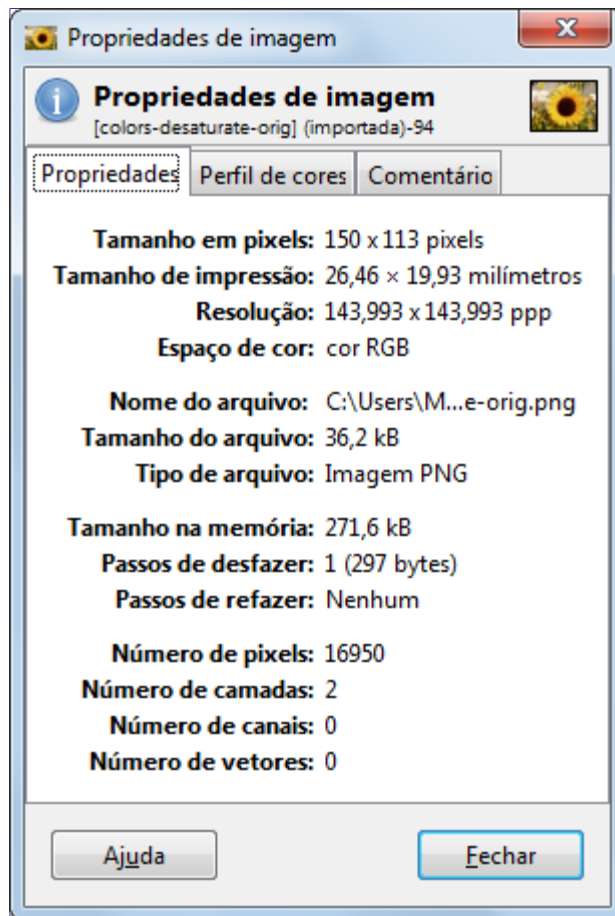 Propriedades de imagem
Propriedades de imagem
[colors-desaturate-orig] (importada)-94
Propriedades Perfil de cores Comentário
Tamanho em pixels: 150 x 113 pixels
Tamanho de impressão: 26,46 × 19,93 milímetros
Resolução: 143,993 x 143,993 ppp
Espaço de cor: cor RGB
Nome do arquivo: C:\Users\M...e-orig.png
Tamanho do arquivo: 36,2 kB
Tipo de arquivo: Imagem PNG
Tamanho na memória: 271,6 kB
Passos de desfazer: 1 (297 bytes)
Passos de refazer: Nenhum
Número de pixels: 16950
Número de camadas: 2
Número de canais: 0
Número de vetores: 0
Ajuda Fechar